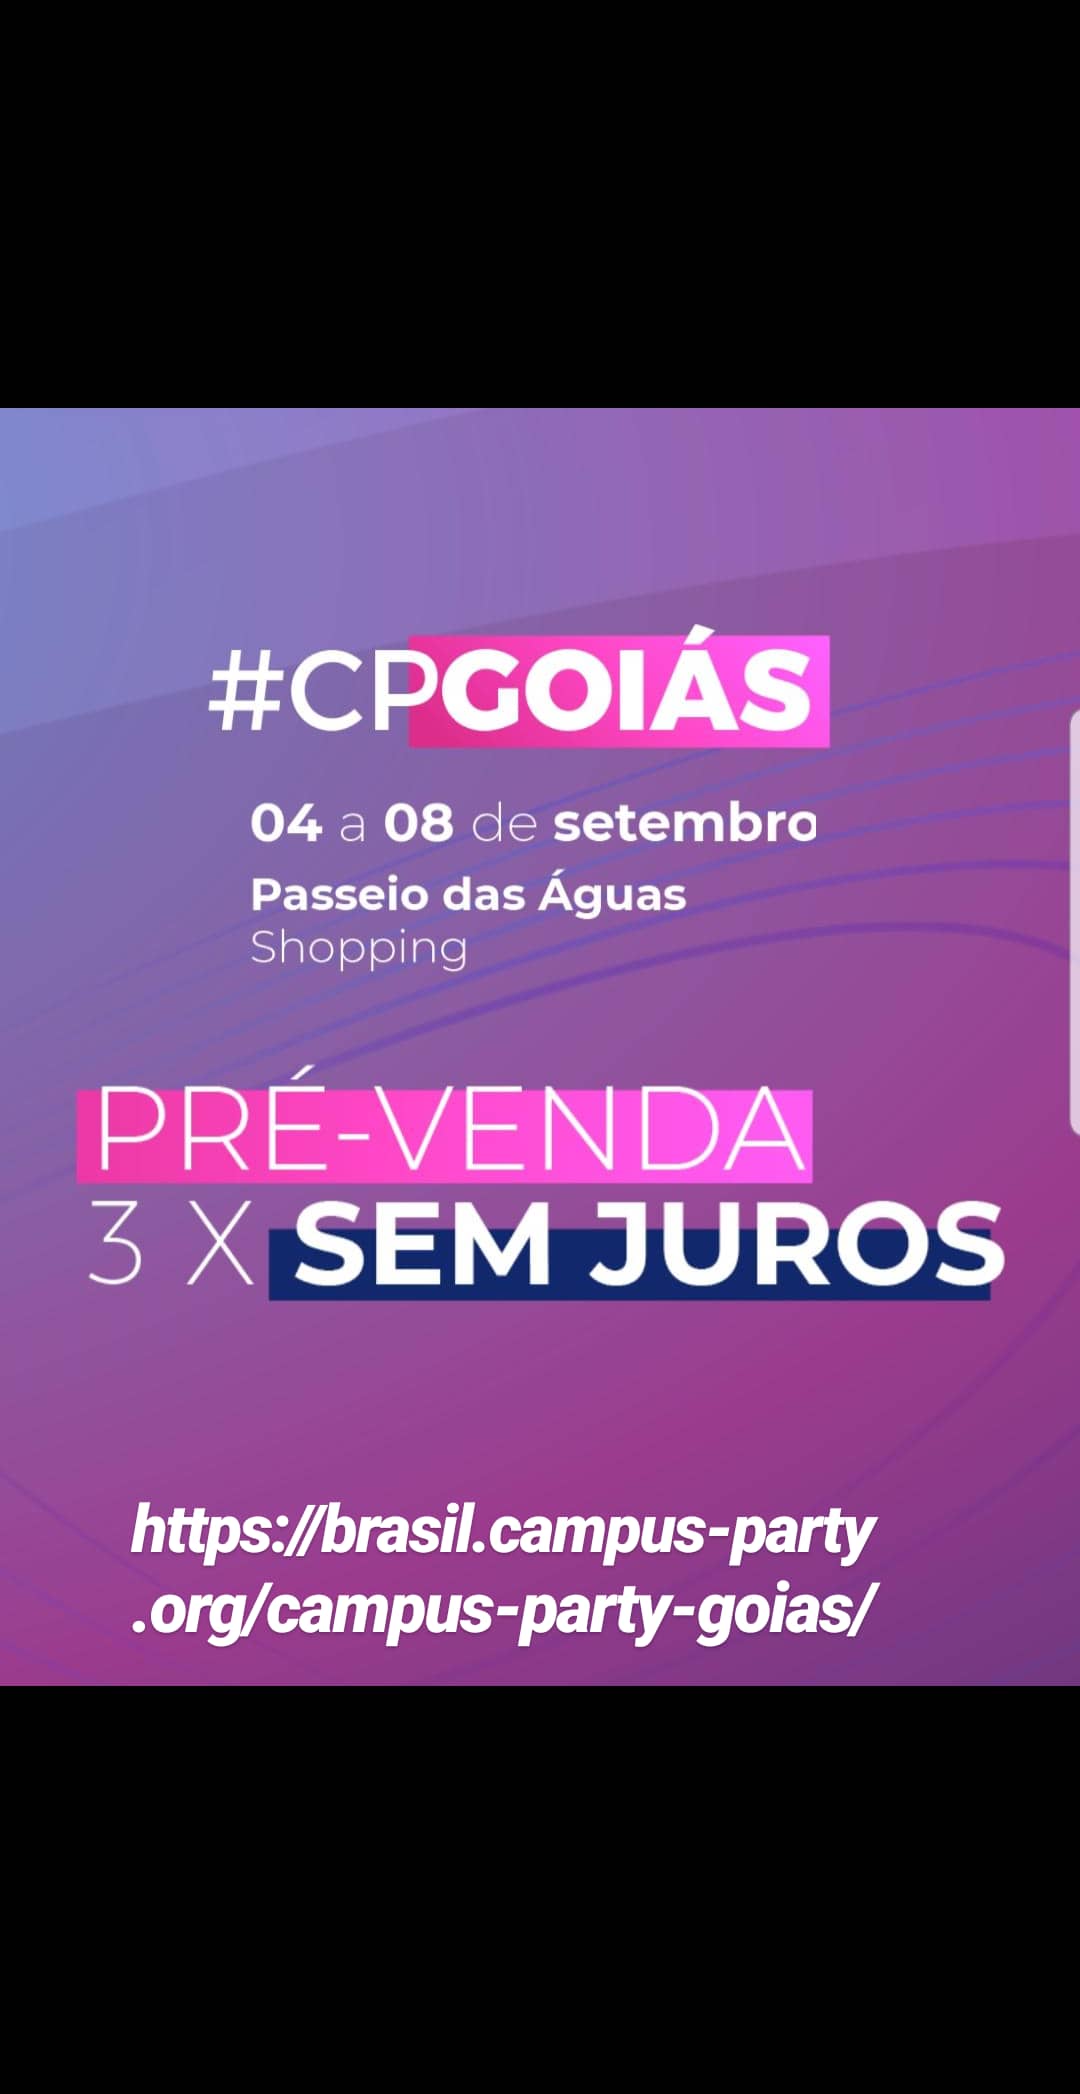 #CPGOIÁS
04 a 08 de setembro
Passeio das Águas
Shopping
PRÉ-VENDA
3 X SEM JUROS
https://brasil.campus-party
.org/campus-party-goias/